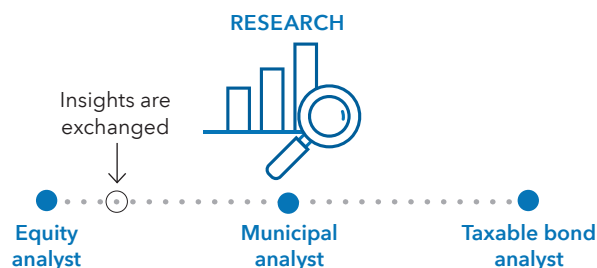 RESEARCH
Insights are
exchanged
Equity
analyst
Municipal
analyst
Taxable bond
analyst